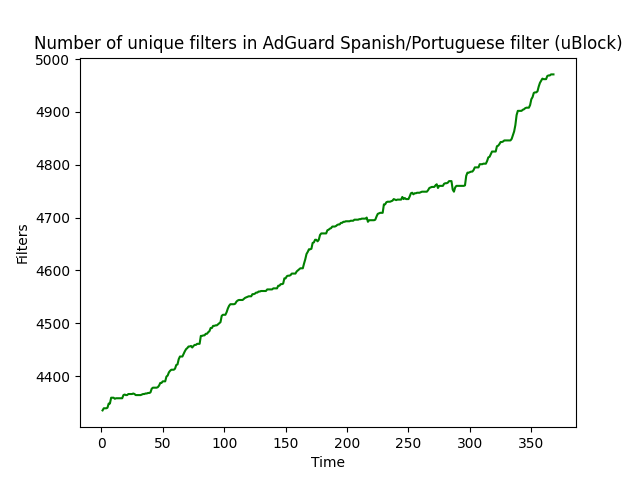 Number of unique filters in AdGuard Spanish/Portuguese filter (uBlock)
5000
4900
4800
4700
4600
4500
4400
Filters
0 50 100 150 200 250 300 350
Time